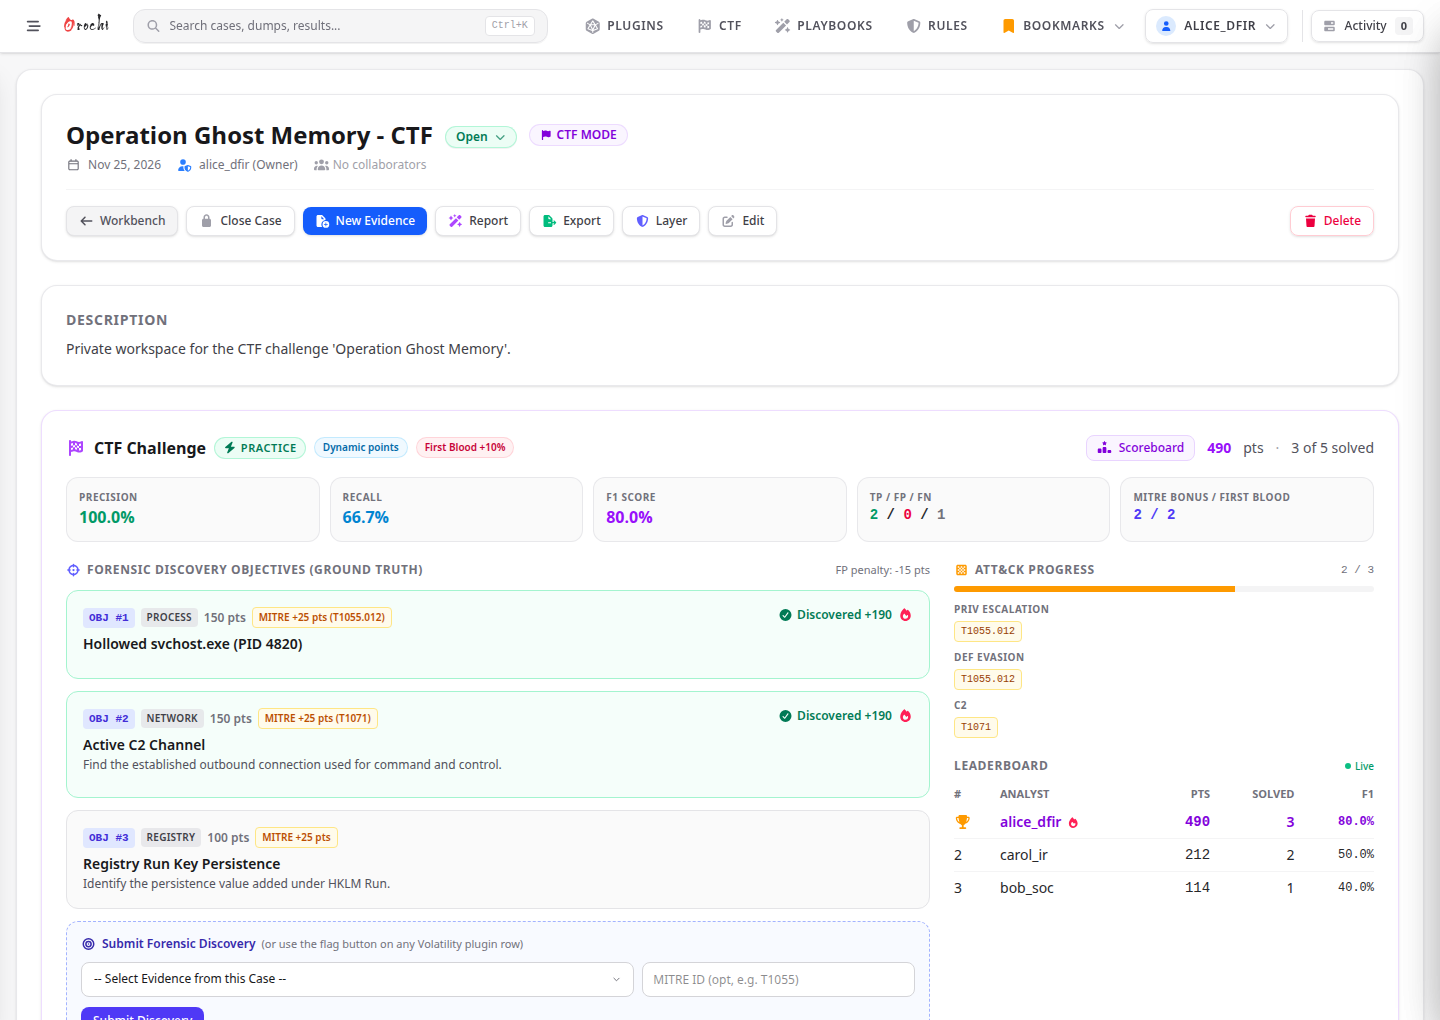 Orochi
Search cases, dumps, results...
Ctrl+K
PLUGINS
CTF
PLAYBOOKS
RULES
BOOKMARKS
ALICE_DFIR
Activity 0
Operation Ghost Memory - CTF
Open
CTF MODE
Nov 25, 2026
alice_dfir (Owner)
No collaborators
Workbench
Close Case
New Evidence
Report
Export
Layer
Edit
Delete
DESCRIPTION
Private workspace for the CTF challenge 'Operation Ghost Memory'.
CTF Challenge
PRACTICE
Dynamic points
First Blood +10%
Scoreboard
490 pts · 3 of 5 solved
PRECISION
100.0%
RECALL
66.7%
F1 SCORE
80.0%
TP / FP / FN
2 / 0 / 1
MITRE BONUS / FIRST BLOOD
2 / 2
FORENSIC DISCOVERY OBJECTIVES (GROUND TRUTH)
FP penalty: -15 pts
OBJ #1 PROCESS 150 pts MITRE +25 pts (T1055.012)
Discovered +190
Hollowed svchost.exe (PID 4820)
OBJ #2 NETWORK 150 pts MITRE +25 pts (T1071)
Discovered +190
Active C2 Channel
Find the established outbound connection used for command and control.
OBJ #3 REGISTRY 100 pts MITRE +25 pts
Registry Run Key Persistence
Identify the persistence value added under HKLM Run.
Submit Forensic Discovery (or use the flag button on any Volatility plugin row)
-- Select Evidence from this Case --
MITRE ID (opt, e.g. T1055)
Submit Discovery
ATT&CK PROGRESS
2 / 3
PRIV ESCALATION
T1055.012
DEF EVASION
T1055.012
C2
T1071
LEADERBOARD
Live
# ANALYST PTS SOLVED F1
alice_dfir 490 3 80.0%
2 carol_ir 212 2 50.0%
3 bob_soc 114 1 40.0%